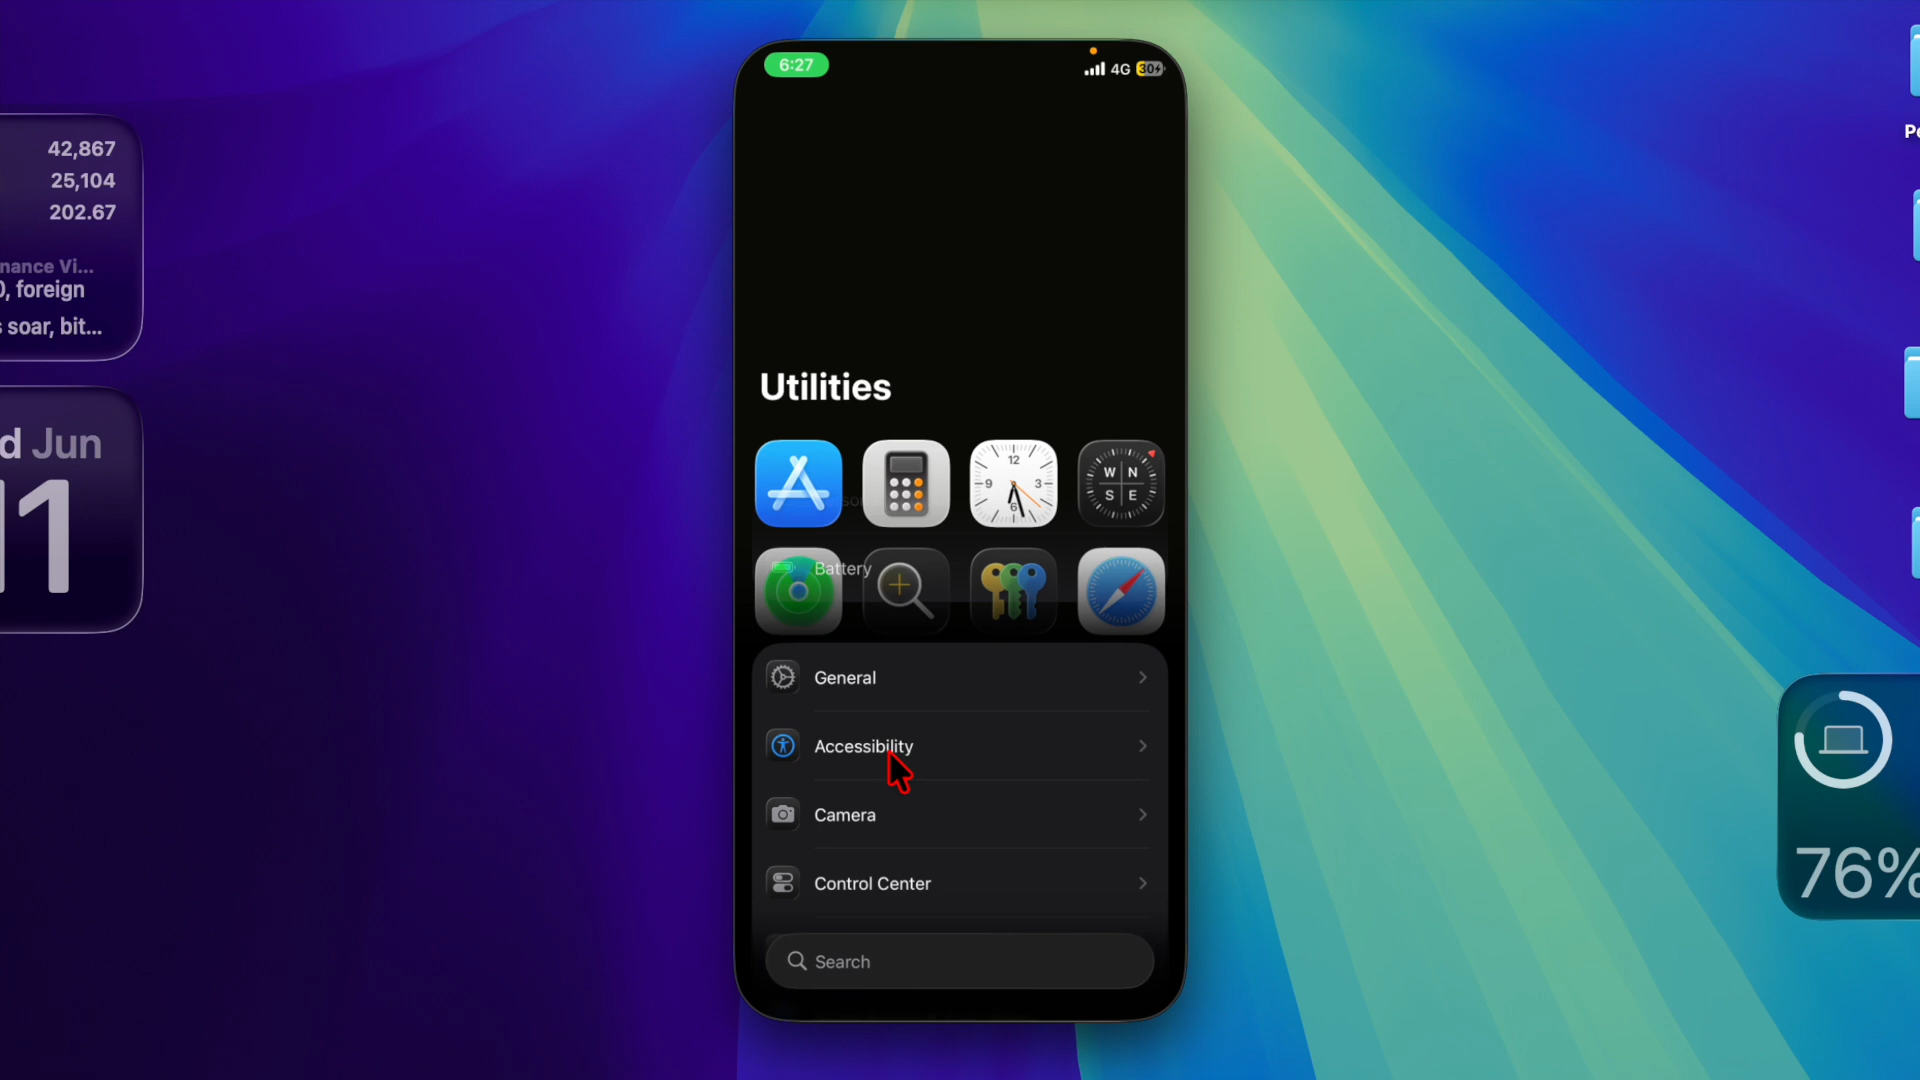 42,867
25,104
202.67
nance Vi...
, foreign
s soar, bit...
d Jun
11
6:27
4G 30
Utilities
12
9
3
6
W N
S E
Battery
General
Accessibility
Camera
Control Center
Search
76%